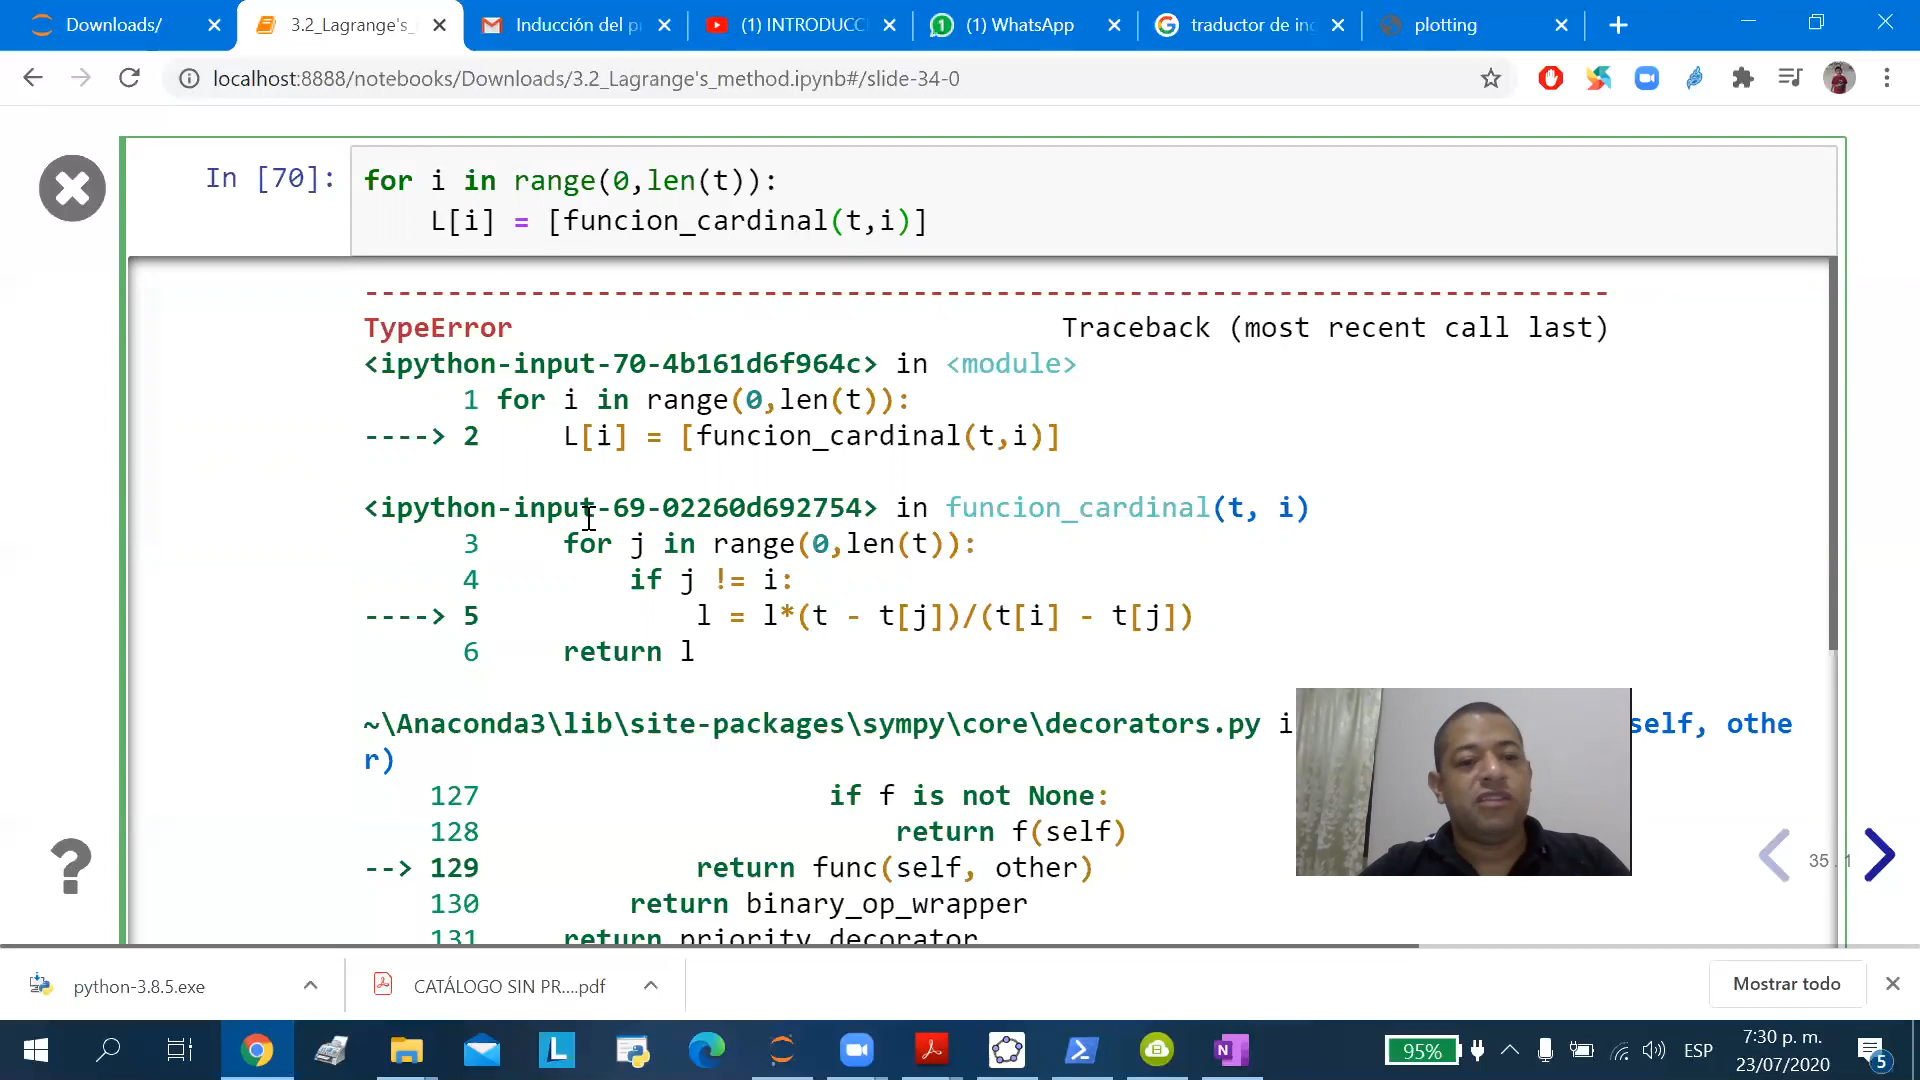 Downloads/
3.2_Lagrange's_
Inducción del p
(1) INTRODUCC
(1) WhatsApp
traductor de in
plotting
localhost:8888/notebooks/Downloads/3.2_Lagrange's_method.ipynb#/slide-34-0
In [70]: for i in range(0,len(t)):
L[i] = [funcion_cardinal(t,i)]
---------------------------------------------------------------------------
TypeError Traceback (most recent call last)
<ipython-input-70-4b161d6f964c> in <module>
1 for i in range(0,len(t)):
----> 2 L[i] = [funcion_cardinal(t,i)]
<ipython-input-69-02260d692754> in funcion_cardinal(t, i)
3 for j in range(0,len(t)):
4 if j != i:
----> 5 l = l*(t - t[j])/(t[i] - t[j])
6 return l
~\Anaconda3\lib\site-packages\sympy\core\decorators.py i self, othe
r)
127 if f is not None:
128 return f(self)
--> 129 return func(self, other)
130 return binary_op_wrapper
131 return priority_decorator
35 . 1
python-3.8.5.exe
CATÁLOGO SIN PR....pdf
Mostrar todo
95%
ESP
7:30 p. m.
23/07/2020
5